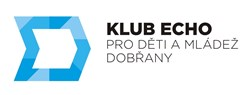 KLUB ECHO
PRO DĚTI A MLÁDEŽ
DOBŘANY